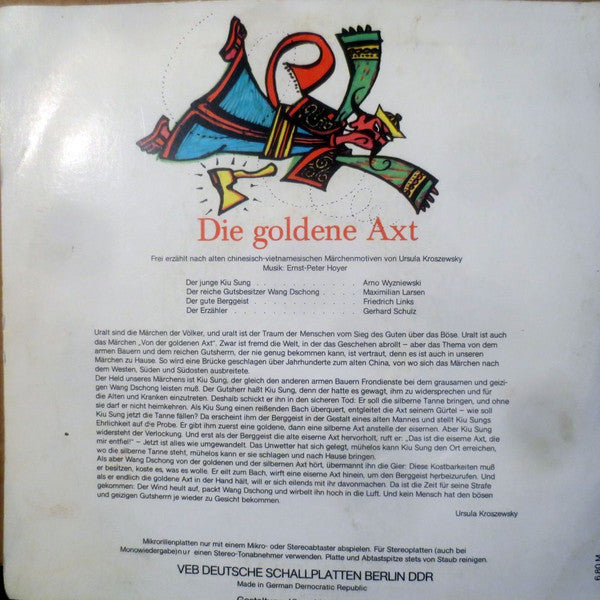 Die goldene Axt
Frei erzählt nach alten chinesisch-vietnamesischen Märchenmotiven von Ursula Kroszewsky
Musik: Ernst-Peter Hoyer
Der junge Kiu Sung . . . . . . . . . . . . Arno Wyzniewski
Der reiche Gutsbesitzer Wang Dschong . . . . . Maximilian Larsen
Der gute Berggeist . . . . . . . . . . . . Friedrich Links
Der Erzähler . . . . . . . . . . . . . . Gerhard Schulz
Uralt sind die Märchen der Völker, und uralt ist der Traum der Menschen vom Sieg des Guten über das Böse. Uralt ist auch
das Märchen „Von der goldenen Axt". Zwar ist fremd die Welt, in der das Geschehen abrollt – aber das Thema von dem
armen Bauern und dem reichen Gutsherrn, der nie genug bekommen kann, ist vertraut, denn es ist auch in unseren
Märchen zu Hause. So wird eine Brücke geschlagen über Jahrhunderte zum alten China, von wo sich das Märchen nach
dem Westen, Süden und Südosten ausbreitete.
Der Held unseres Märchens ist Kiu Sung, der gleich den anderen armen Bauern Frondienste bei dem grausamen und geizi-
gen Wang Dschong leisten muß. Der Gutsherr haßt Kiu Sung, denn der hatte es gewagt, ihm zu widersprechen und für
die Alten und Kranken einzutreten. Deshalb schickt er ihn in den sicheren Tod: Er soll die silberne Tanne bringen, und ohne
sie darf er nicht heimkehren. Als Kiu Sung einen reißenden Bach überquert, entgleitet die Axt seinem Gürtel – wie soll
Kiu Sung jetzt die Tanne fällen? Da erscheint ihm der Berggeist in der Gestalt eines alten Mannes und stellt Kiu Sungs
Ehrlichkeit auf die Probe. Er gibt ihm zuerst eine goldene, dann eine silberne Axt anstelle der eisernen. Aber Kiu Sung
widersteht der Verlockung. Und erst als der Berggeist die alte eiserne Axt hervorholt, ruft er: „Das ist die eiserne Axt, die
mir entfiel!" – Jetzt ist alles wie umgewandelt. Das Unwetter hat sich gelegt, mühelos kann Kiu Sung den Ort erreichen,
wo die silberne Tanne steht, mühelos kann er sie schlagen und nach Hause bringen.
Als aber Wang Dschong von der goldenen und der silbernen Axt hört, übermannt ihn die Gier: Diese Kostbarkeiten muß
er besitzen, koste es, was es wolle. Er eilt zum Bach, wirft eine eiserne Axt hinein, um den Berggeist herbeizurufen. Und
als er endlich die goldene Axt in der Hand hält, will er sich eilends mit ihr davonmachen. Da ist die Zeit für seine Strafe
gekommen. Der Wind heult auf, packt Wang Dschong und wirbelt ihn hoch in die Luft. Und kein Mensch hat den bösen
und geizigen Gutsherrn je wieder zu Gesicht bekommen.
Ursula Kroszewsky
Mikrorillenplatten nur mit einem Mikro- oder Stereoabtaster abspielen. Für Stereoplatten (auch bei
Monowiedergabe) nur einen Stereo-Tonabnehmer verwenden. Platte und Abtastspitze stets von Staub reinigen.
VEB DEUTSCHE SCHALLPLATTEN BERLIN DDR
Made in German Democratic Republic
6,80 M